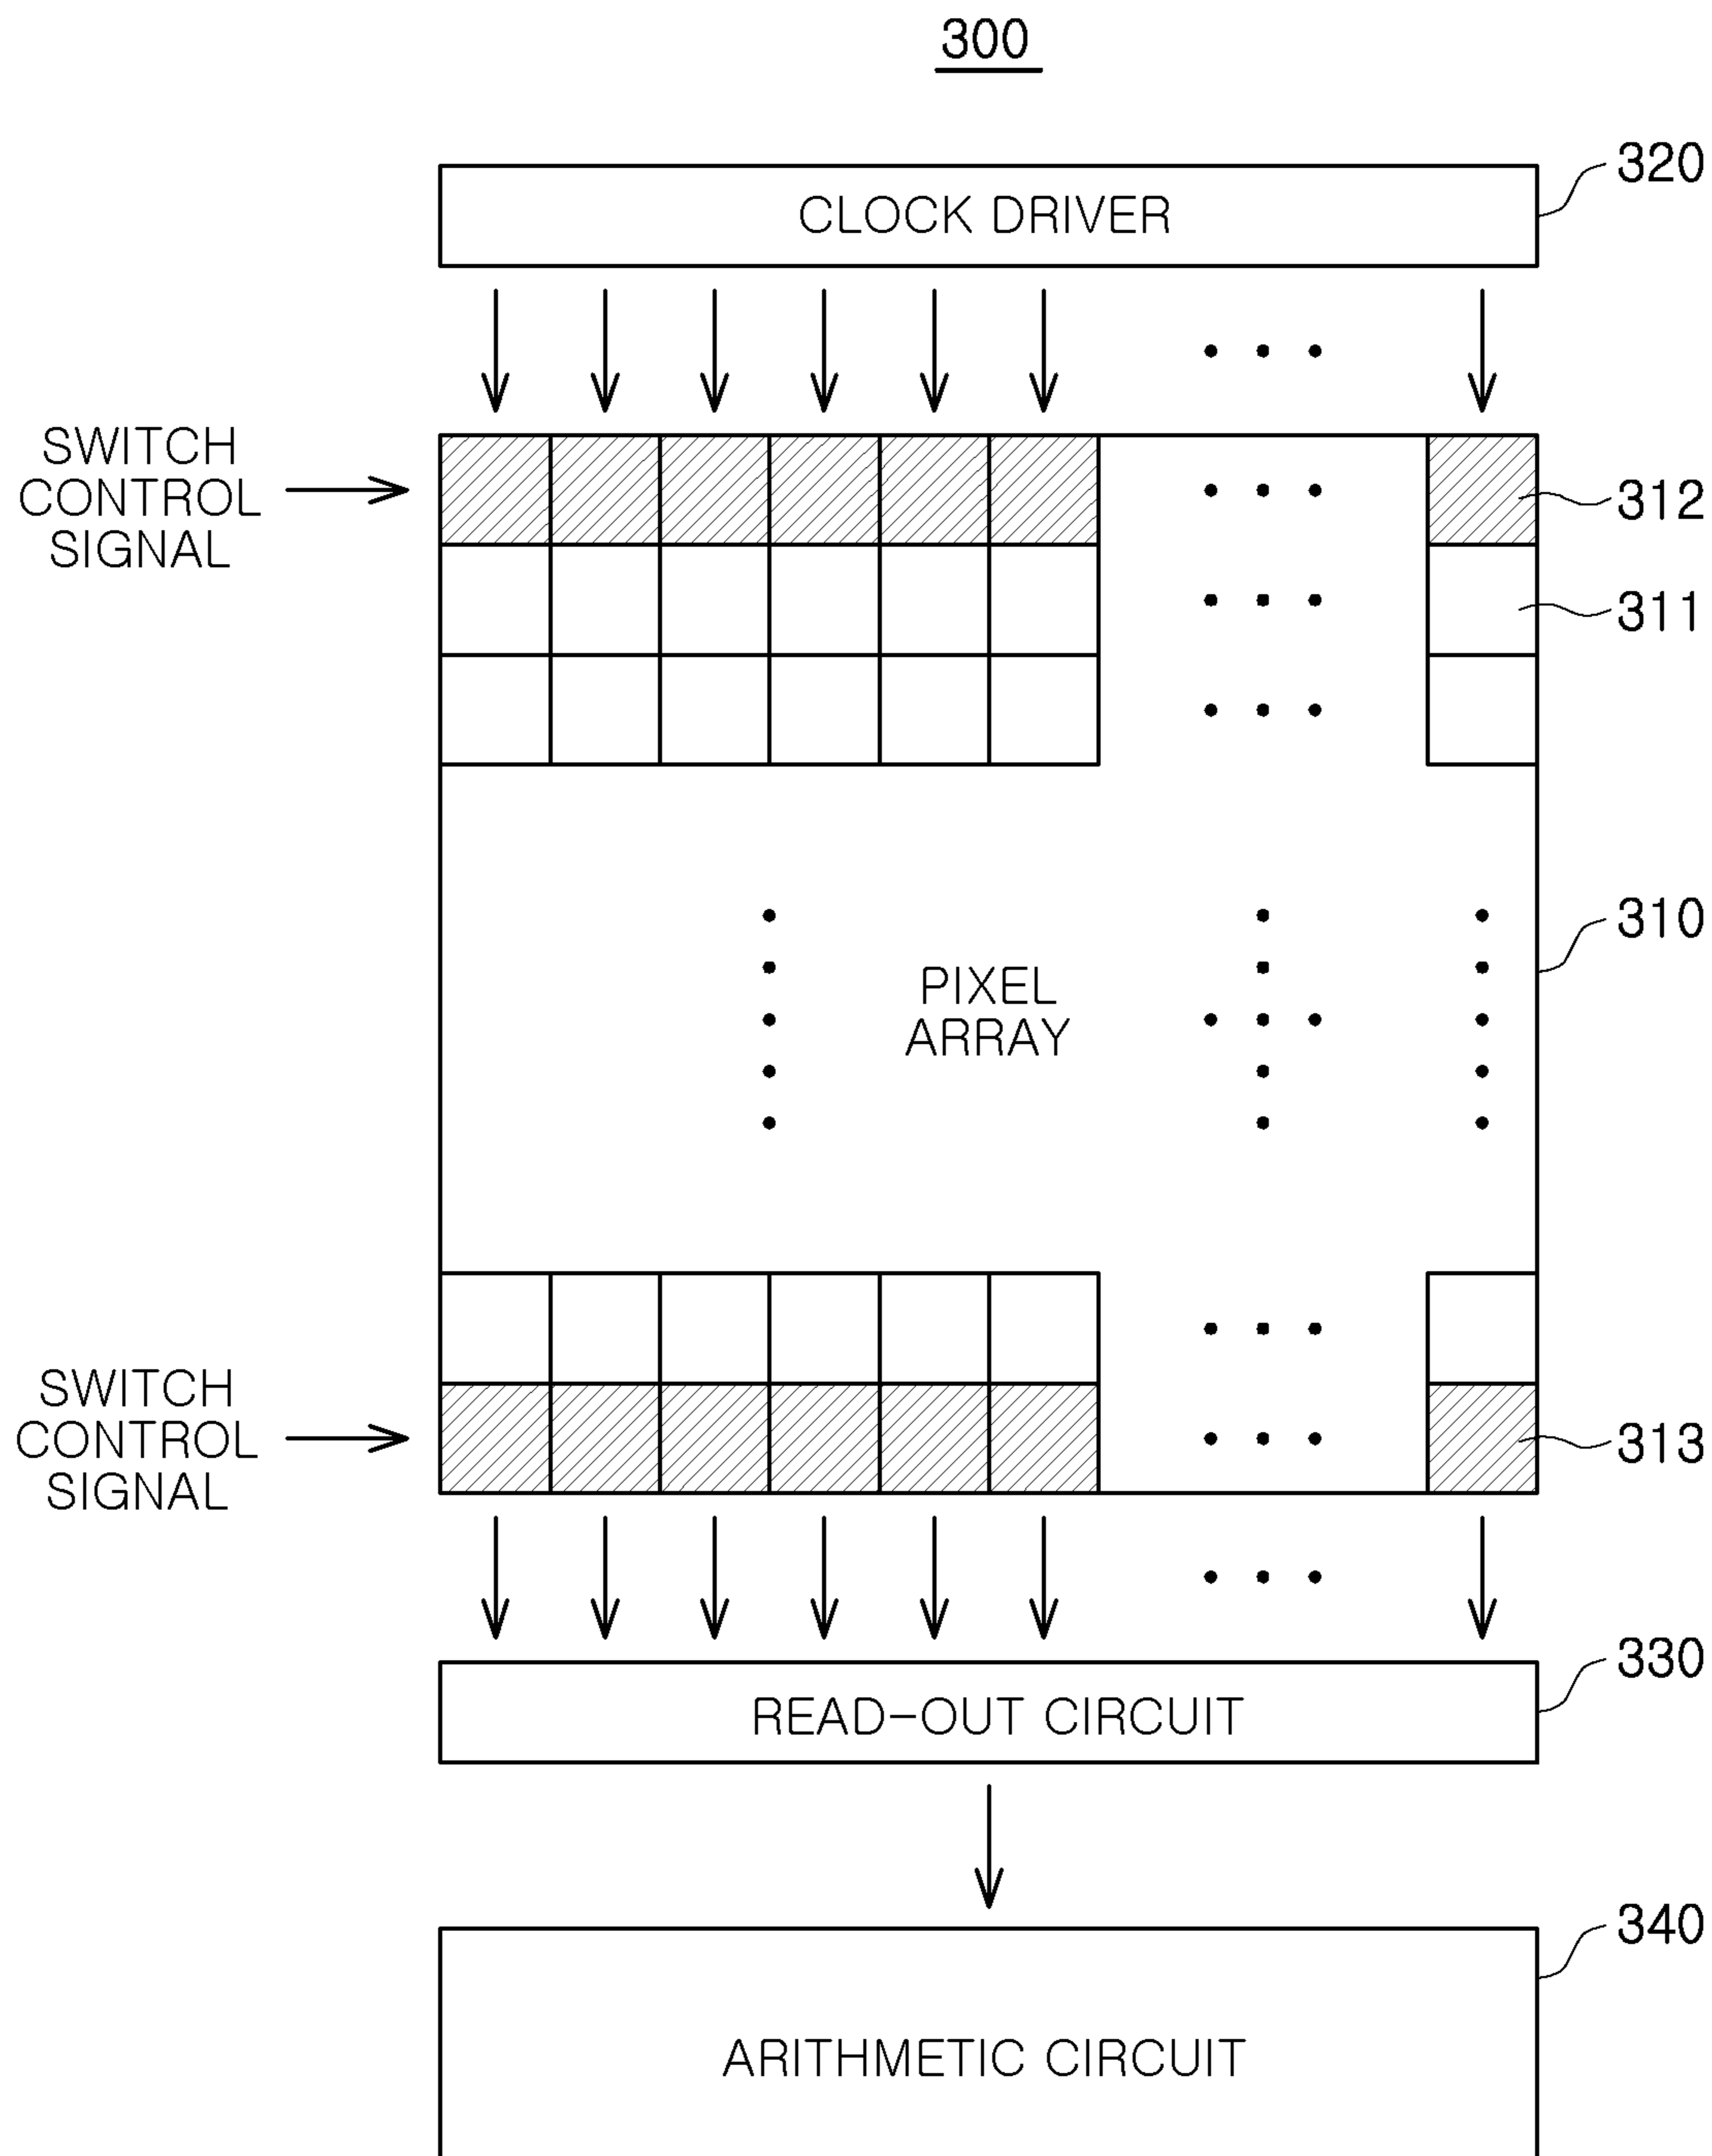 300
320
CLOCK DRIVER
SWITCH
CONTROL
SIGNAL
312
311
310
PIXEL
ARRAY
SWITCH
CONTROL
SIGNAL
313
330
READ-OUT CIRCUIT
340
ARITHMETIC CIRCUIT